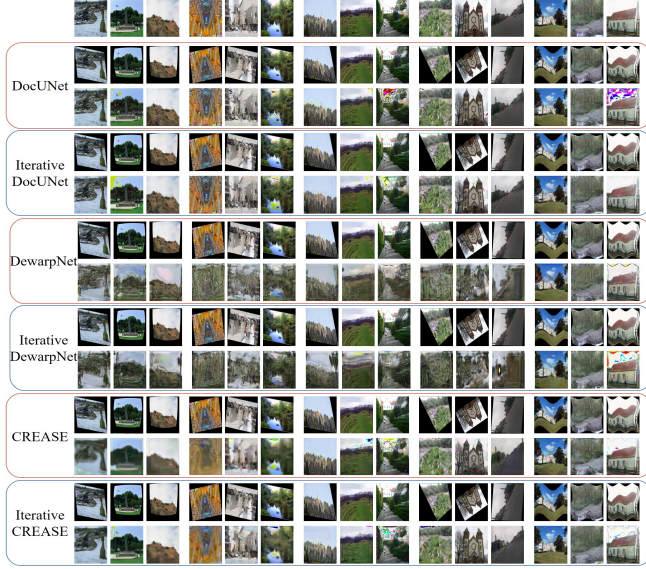 DocUNet
Iterative
DocUNet
DewarpNet
Iterative
DewarpNet
CREASE
Iterative
CREASE